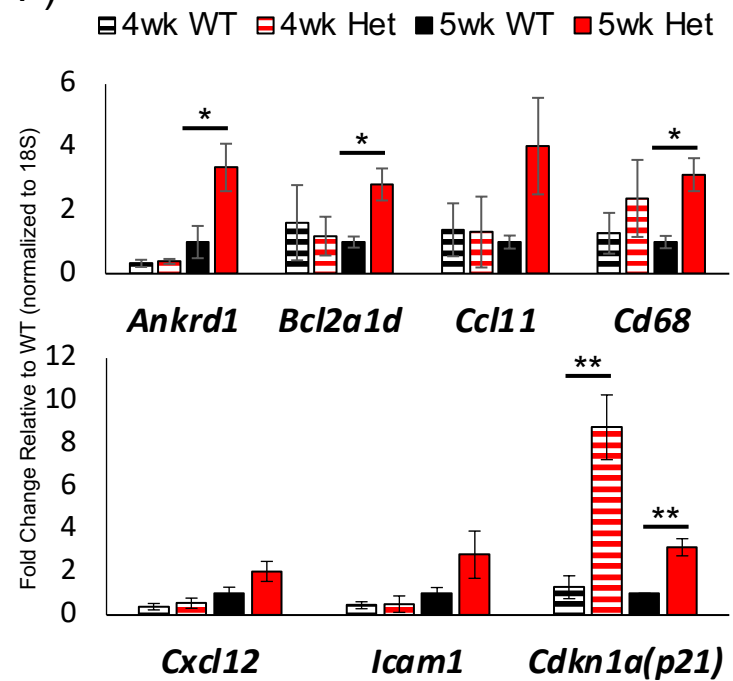 4wk WT 4wk Het 5wk WT 5wk Het
Fold Change Relative to WT (normalized to 18S)
6
4
2
0
* * *
Ankrd1 Bcl2a1d Ccl11 Cd68
12
10
8
6
4
2
0
**
**
Cxcl12 Icam1 Cdkn1a(p21)